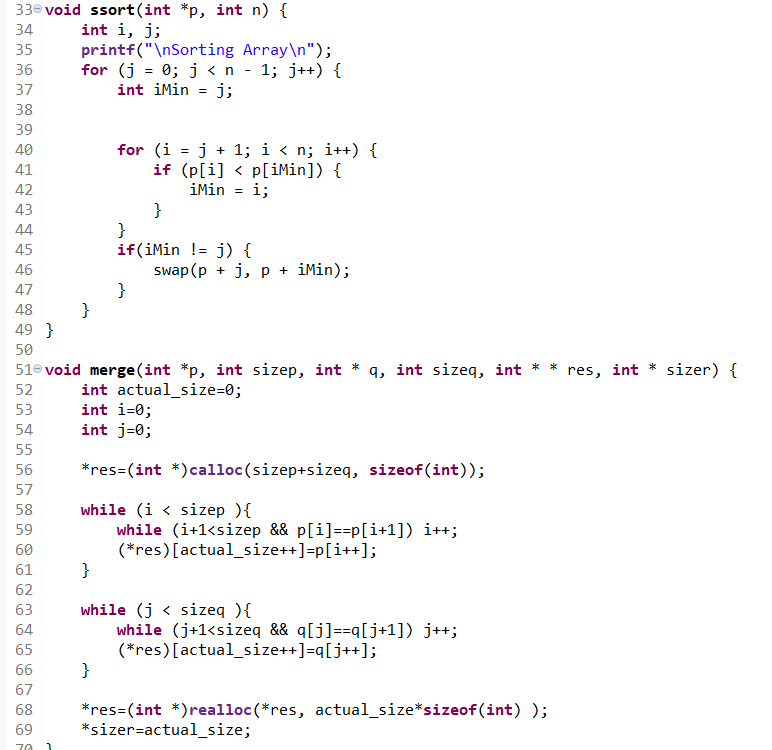 33 void ssort(int *p, int n) {
34     int i, j;
35     printf("\nSorting Array\n");
36     for (j = 0; j < n - 1; j++) {
37         int iMin = j;
38
39
40         for (i = j + 1; i < n; i++) {
41             if (p[i] < p[iMin]) {
42                 iMin = i;
43             }
44         }
45         if(iMin != j) {
46             swap(p + j, p + iMin);
47         }
48     }
49 }
50
51 void merge(int *p, int sizep, int * q, int sizeq, int * * res, int * sizer) {
52     int actual_size=0;
53     int i=0;
54     int j=0;
55
56     *res=(int *)calloc(sizep+sizeq, sizeof(int));
57
58     while (i < sizep ){
59         while (i+1<sizep && p[i]==p[i+1]) i++;
60         (*res)[actual_size++]=p[i++];
61     }
62
63     while (j < sizeq ){
64         while (j+1<sizeq && q[j]==q[j+1]) j++;
65         (*res)[actual_size++]=q[j++];
66     }
67
68     *res=(int *)realloc(*res, actual_size*sizeof(int) );
69     *sizer=actual_size;
70 }